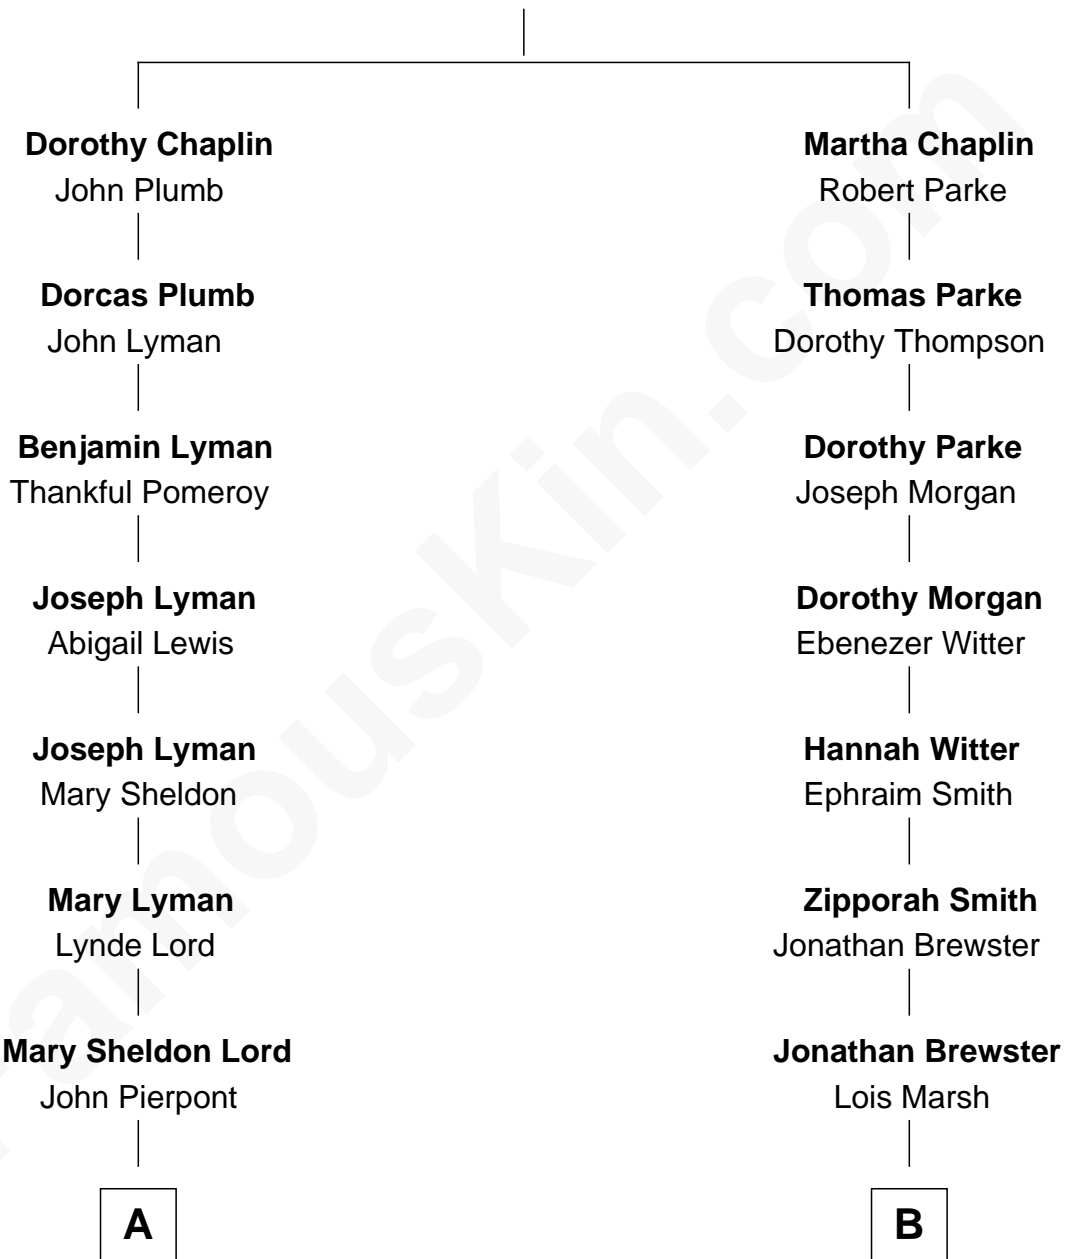 Dorothy Chaplin
John Plumb
Dorcas Plumb
John Lyman
Benjamin Lyman
Thankful Pomeroy
Joseph Lyman
Abigail Lewis
Joseph Lyman
Mary Sheldon
Mary Lyman
Lynde Lord
Mary Sheldon Lord
John Pierpont
A
Martha Chaplin
Robert Parke
Thomas Parke
Dorothy Thompson
Dorothy Parke
Joseph Morgan
Dorothy Morgan
Ebenezer Witter
Hannah Witter
Ephraim Smith
Zipporah Smith
Jonathan Brewster
Jonathan Brewster
Lois Marsh
B
FamousKin.com